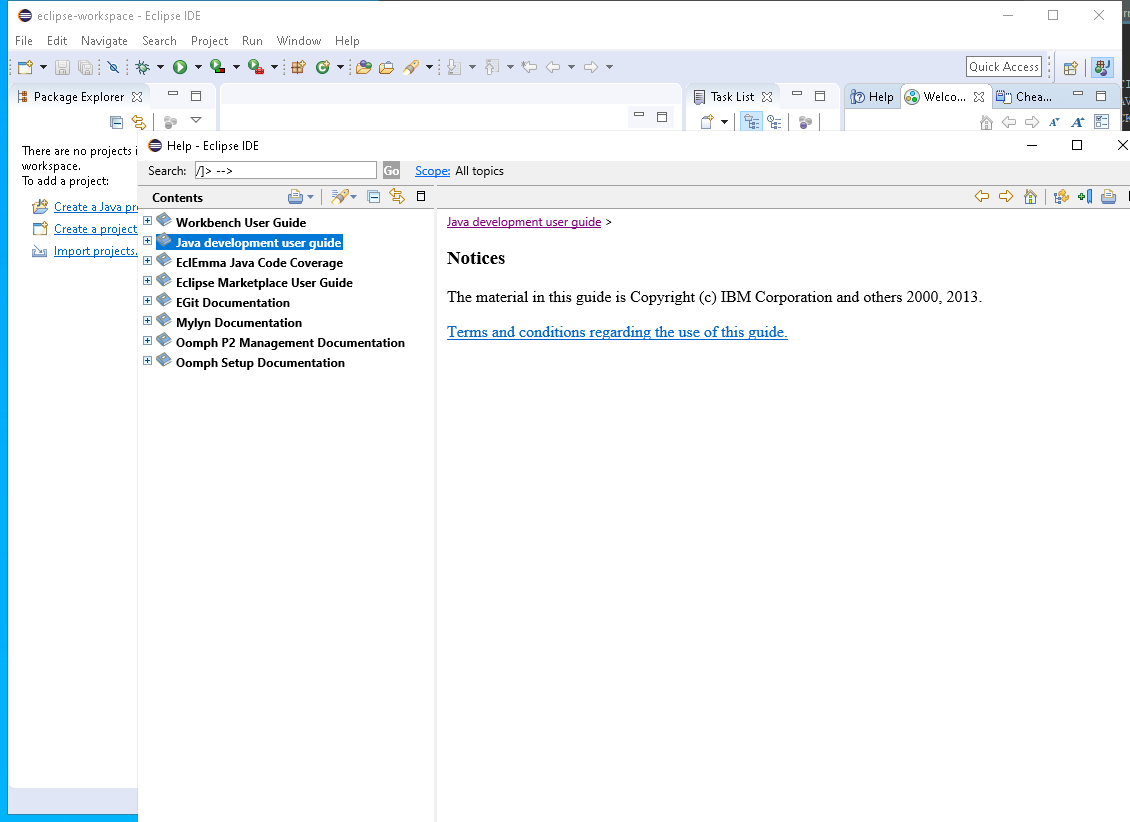 eclipse-workspace - Eclipse IDE
File Edit Navigate Search Project Run Window Help
Quick Access
Package Explorer
Task List
Help
Welco...
Chea...
There are no projects i
workspace.
To add a project:
Create a Java pr
Create a project
Import projects.
Help - Eclipse IDE
Search: /]> -->
Go
Scope: All topics
Contents
Workbench User Guide
Java development user guide
EclEmma Java Code Coverage
Eclipse Marketplace User Guide
EGit Documentation
Mylyn Documentation
Oomph P2 Management Documentation
Oomph Setup Documentation
Java development user guide >
Notices
The material in this guide is Copyright (c) IBM Corporation and others 2000, 2013.
Terms and conditions regarding the use of this guide.